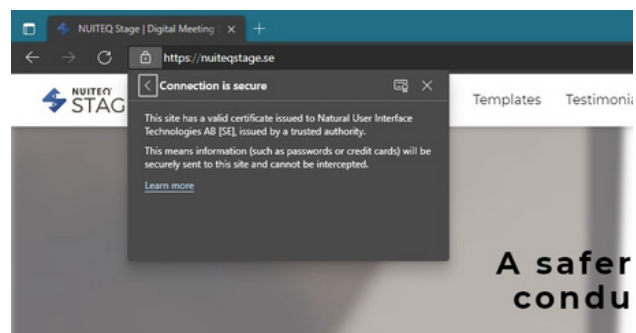 NUITEQ Stage | Digital Meeting
https://nuiteqstage.se
NUITEQ
STAG
Connection is secure
Templates Testimonia
This site has a valid certificate issued to Natural User Interface
Technologies AB [SE], issued by a trusted authority.
This means information (such as passwords or credit cards) will be
securely sent to this site and cannot be intercepted.
Learn more
A safer
condu